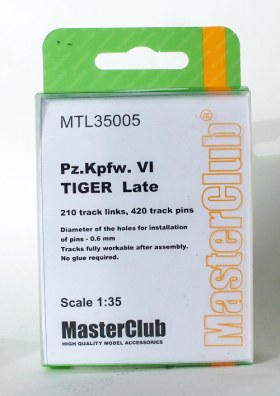 MTL35005
Pz.Kpfw. VI
TIGER Late
210 track links, 420 track pins
Diameter of the holes for installation
of pins - 0.6 mm
Tracks fully workable after assembly.
No glue required.
Scale 1:35
MasterClub
HIGH QUALITY MODEL ACCESSORIES
MasterClub®